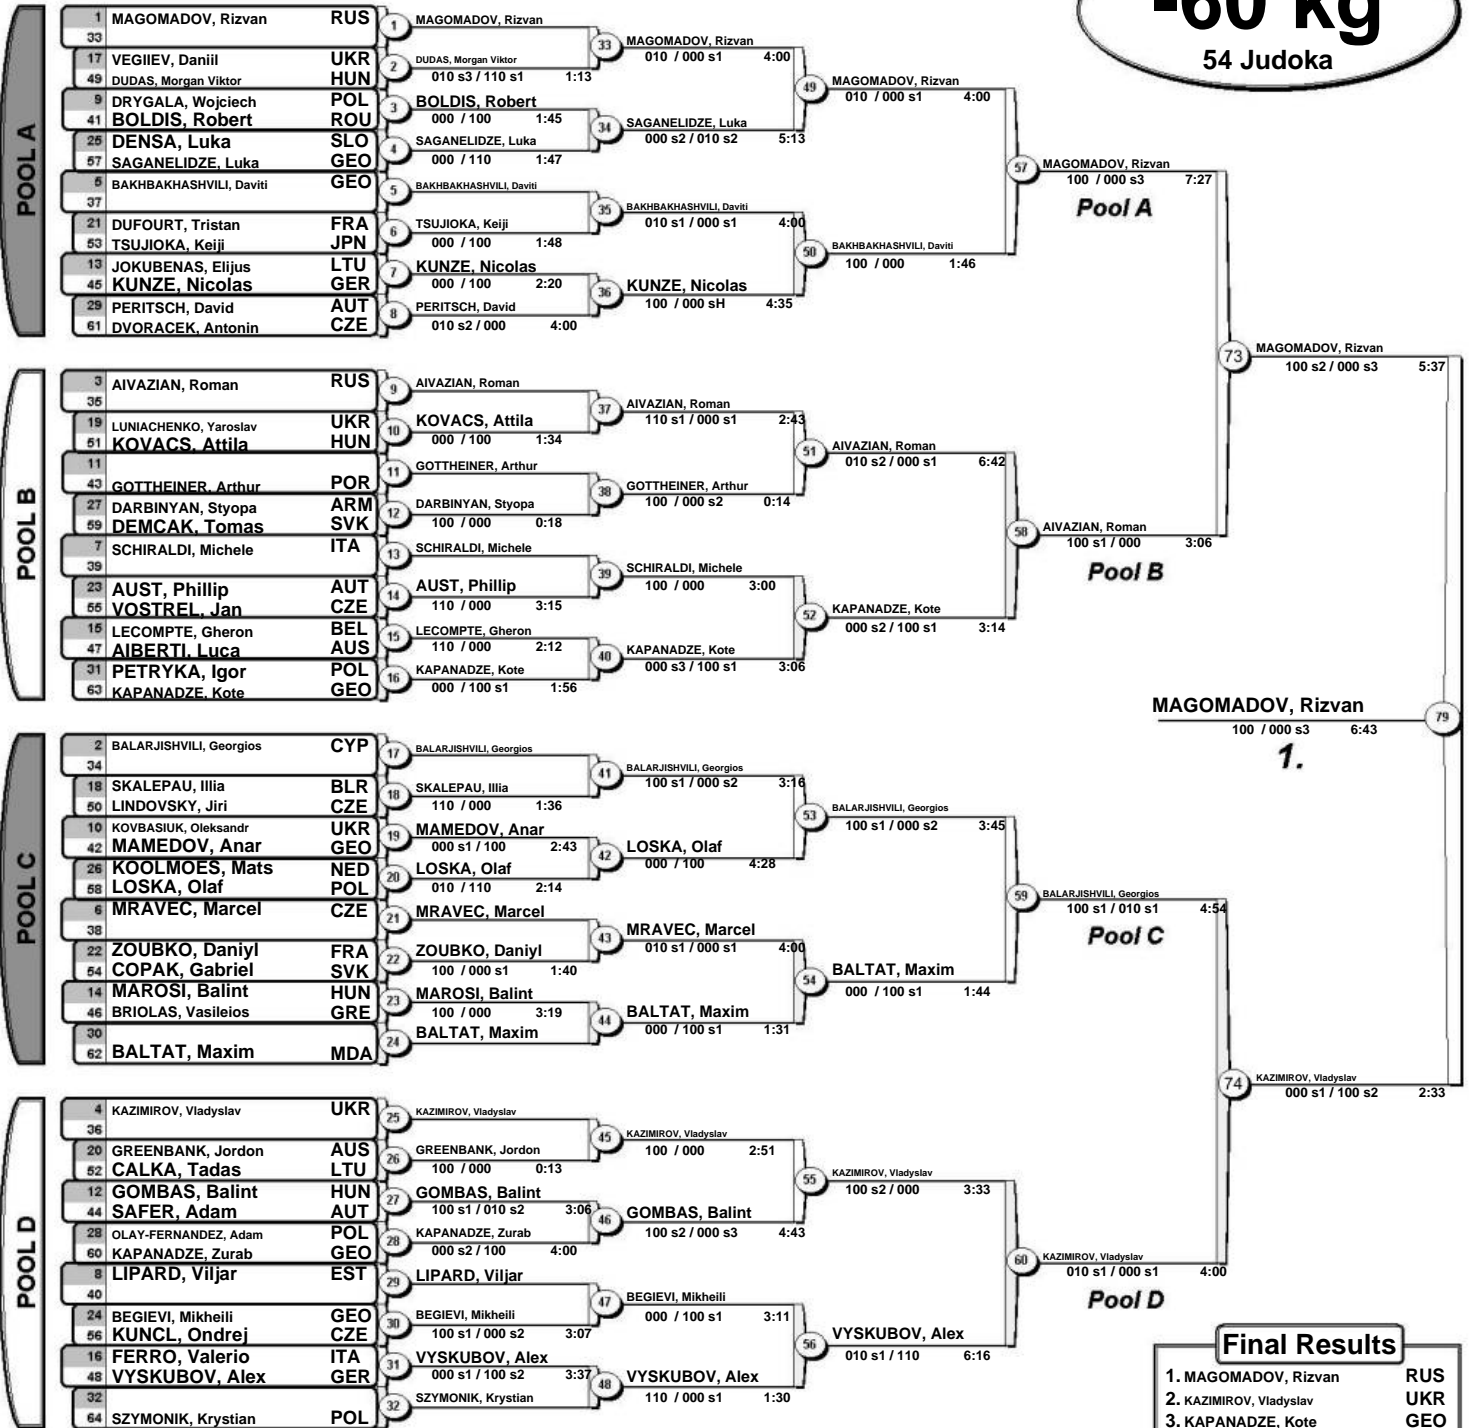 -60 kg
54 Judoka
POOL A
1 MAGOMADOV, Rizvan RUS
33
17 VEGIIEV, Daniil UKR
49 DUDAS, Morgan Viktor HUN
9 DRYGALA, Wojciech POL
41 BOLDIS, Robert ROU
25 DENSA, Luka SLO
57 SAGANELIDZE, Luka GEO
5 BAKHBAKHASHVILI, Daviti GEO
37
21 DUFOURT, Tristan FRA
53 TSUJIOKA, Keiji JPN
13 JOKUBENAS, Elijus LTU
45 KUNZE, Nicolas GER
29 PERITSCH, David AUT
61 DVORACEK, Antonin CZE
1 MAGOMADOV, Rizvan
2 DUDAS, Morgan Viktor
010 s3 / 110 s1 1:13
3 BOLDIS, Robert
000 / 100 1:45
4 SAGANELIDZE, Luka
000 / 110 1:47
5 BAKHBAKHASHVILI, Daviti
6 TSUJIOKA, Keiji
000 / 100 1:48
7 KUNZE, Nicolas
000 / 100 2:20
8 PERITSCH, David
010 s2 / 000 4:00
33 MAGOMADOV, Rizvan
010 / 000 s1 4:00
34 SAGANELIDZE, Luka
000 s2 / 010 s2 5:13
35 BAKHBAKHASHVILI, Daviti
010 s1 / 000 s1 4:00
36 KUNZE, Nicolas
100 / 000 sH 4:35
49 MAGOMADOV, Rizvan
010 / 000 s1 4:00
50 BAKHBAKHASHVILI, Daviti
100 / 000 1:46
57 MAGOMADOV, Rizvan
100 / 000 s3 7:27
Pool A
POOL B
3 AIVAZIAN, Roman RUS
35
19 LUNIACHENKO, Yaroslav UKR
51 KOVACS, Attila HUN
11
43 GOTTHEINER, Arthur POR
27 DARBINYAN, Styopa ARM
59 DEMCAK, Tomas SVK
7 SCHIRALDI, Michele ITA
39
23 AUST, Phillip AUT
55 VOSTREL, Jan CZE
15 LECOMPTE, Gheron BEL
47 AIBERTI, Luca AUS
31 PETRYKA, Igor POL
63 KAPANADZE, Kote GEO
9 AIVAZIAN, Roman
10 KOVACS, Attila
000 / 100 1:34
11 GOTTHEINER, Arthur
12 DARBINYAN, Styopa
100 / 000 0:18
13 SCHIRALDI, Michele
14 AUST, Phillip
110 / 000 3:15
15 LECOMPTE, Gheron
110 / 000 2:12
16 KAPANADZE, Kote
000 / 100 s1 1:56
37 AIVAZIAN, Roman
110 s1 / 000 s1 2:43
38 GOTTHEINER, Arthur
100 / 000 s2 0:14
39 SCHIRALDI, Michele
100 / 000 3:00
40 KAPANADZE, Kote
000 s3 / 100 s1 3:06
51 AIVAZIAN, Roman
010 s2 / 000 s1 6:42
52 KAPANADZE, Kote
000 s2 / 100 s1 3:14
58 AIVAZIAN, Roman
100 s1 / 000 3:06
Pool B
73 MAGOMADOV, Rizvan
100 s2 / 000 s3 5:37
MAGOMADOV, Rizvan 79
100 / 000 s3 6:43
1.
POOL C
2 BALARJISHVILI, Georgios CYP
34
18 SKALEPAU, Illia BLR
50 LINDOVSKY, Jiri CZE
10 KOVBASIUK, Oleksandr UKR
42 MAMEDOV, Anar GEO
26 KOOLMOES, Mats NED
58 LOSKA, Olaf POL
6 MRAVEC, Marcel CZE
38
22 ZOUBKO, Daniyl FRA
54 COPAK, Gabriel SVK
14 MAROSI, Balint HUN
46 BRIOLAS, Vasileios GRE
30
62 BALTAT, Maxim MDA
17 BALARJISHVILI, Georgios
18 SKALEPAU, Illia
110 / 000 1:36
19 MAMEDOV, Anar
000 s1 / 100 2:43
20 LOSKA, Olaf
010 / 110 2:14
21 MRAVEC, Marcel
22 ZOUBKO, Daniyl
100 / 000 s1 1:40
23 MAROSI, Balint
100 / 000 3:19
24 BALTAT, Maxim
41 BALARJISHVILI, Georgios
100 s1 / 000 s2 3:16
42 LOSKA, Olaf
000 / 100 4:28
43 MRAVEC, Marcel
010 s1 / 000 s1 4:00
44 BALTAT, Maxim
000 / 100 s1 1:31
53 BALARJISHVILI, Georgios
100 s1 / 000 s2 3:45
54 BALTAT, Maxim
000 / 100 s1 1:44
59 BALARJISHVILI, Georgios
100 s1 / 010 s1 4:54
Pool C
POOL D
4 KAZIMIROV, Vladyslav UKR
36
20 GREENBANK, Jordon AUS
52 CALKA, Tadas LTU
12 GOMBAS, Balint HUN
44 SAFER, Adam AUT
28 OLAY-FERNANDEZ, Adam POL
60 KAPANADZE, Zurab GEO
8 LIPARD, Viljar EST
40
24 BEGIEVI, Mikheili GEO
56 KUNCL, Ondrej CZE
16 FERRO, Valerio ITA
48 VYSKUBOV, Alex GER
32
64 SZYMONIK, Krystian POL
25 KAZIMIROV, Vladyslav
26 GREENBANK, Jordon
100 / 000 0:13
27 GOMBAS, Balint
100 s1 / 010 s2 3:06
28 KAPANADZE, Zurab
000 s2 / 100 4:00
29 LIPARD, Viljar
30 BEGIEVI, Mikheili
100 s1 / 000 s2 3:07
31 VYSKUBOV, Alex
000 s1 / 100 s2 3:37
32 SZYMONIK, Krystian
45 KAZIMIROV, Vladyslav
100 / 000 2:51
46 GOMBAS, Balint
100 s2 / 000 s3 4:43
47 BEGIEVI, Mikheili
000 / 100 s1 3:11
48 VYSKUBOV, Alex
110 / 000 s1 1:30
55 KAZIMIROV, Vladyslav
100 s2 / 000 3:33
56 VYSKUBOV, Alex
010 s1 / 110 6:16
60 KAZIMIROV, Vladyslav
010 s1 / 000 s1 4:00
Pool D
74 KAZIMIROV, Vladyslav
000 s1 / 100 s2 2:33
Final Results
1. MAGOMADOV, Rizvan RUS
2. KAZIMIROV, Vladyslav UKR
3. KAPANADZE, Kote GEO